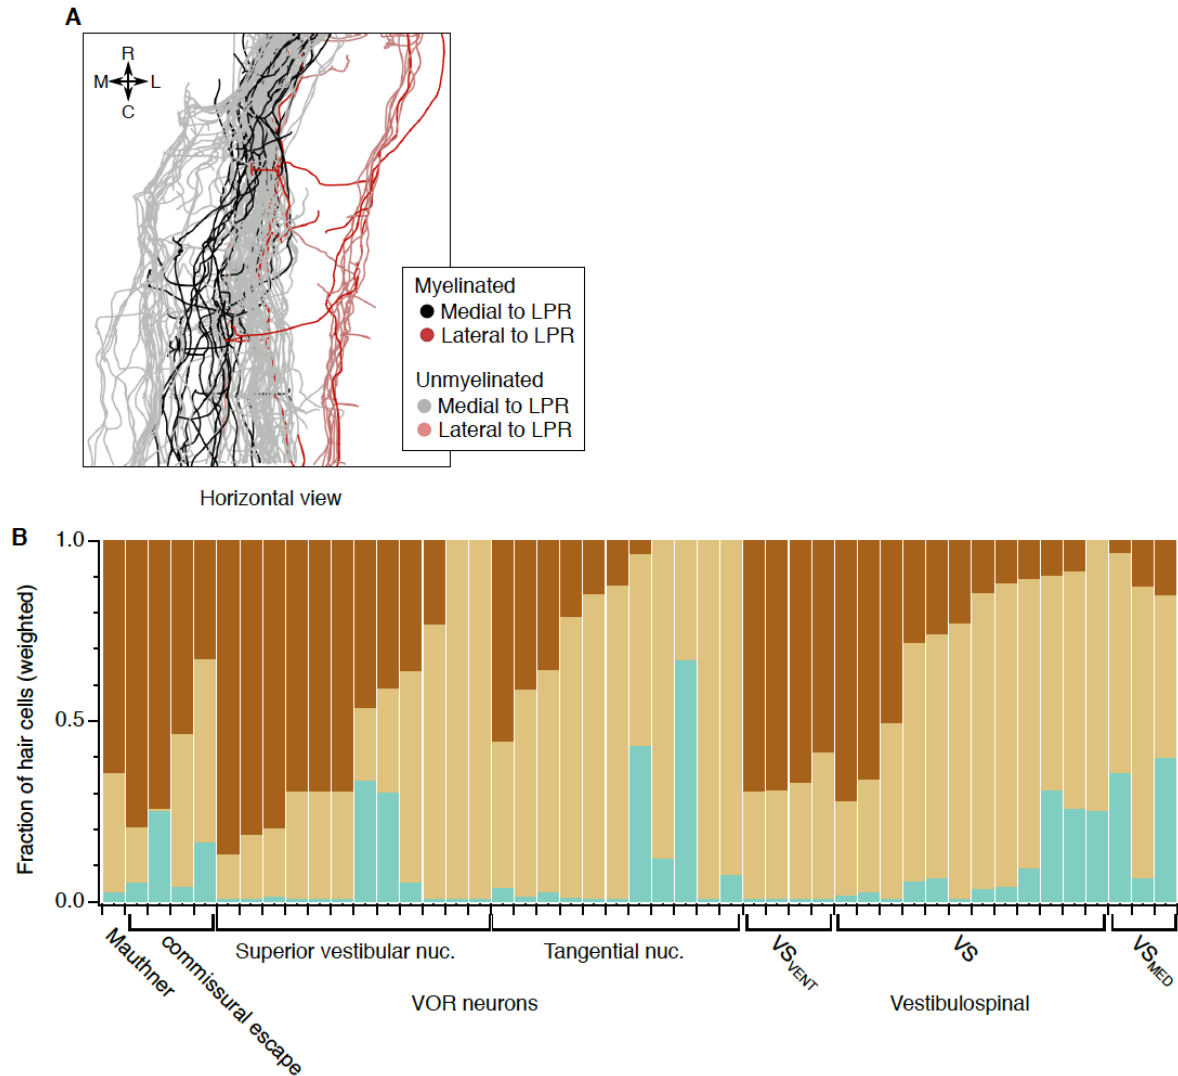 A
R
M L
C
Myelinated
Medial to LPR
Lateral to LPR
Unmyelinated
Medial to LPR
Lateral to LPR
Horizontal view
B
Fraction of hair cells (weighted)
1.0
0.5
0.0
Mauthner
commissural escape
Superior vestibular nuc.
Tangential nuc.
VSVENT
VS
VSMED
VOR neurons
Vestibulospinal